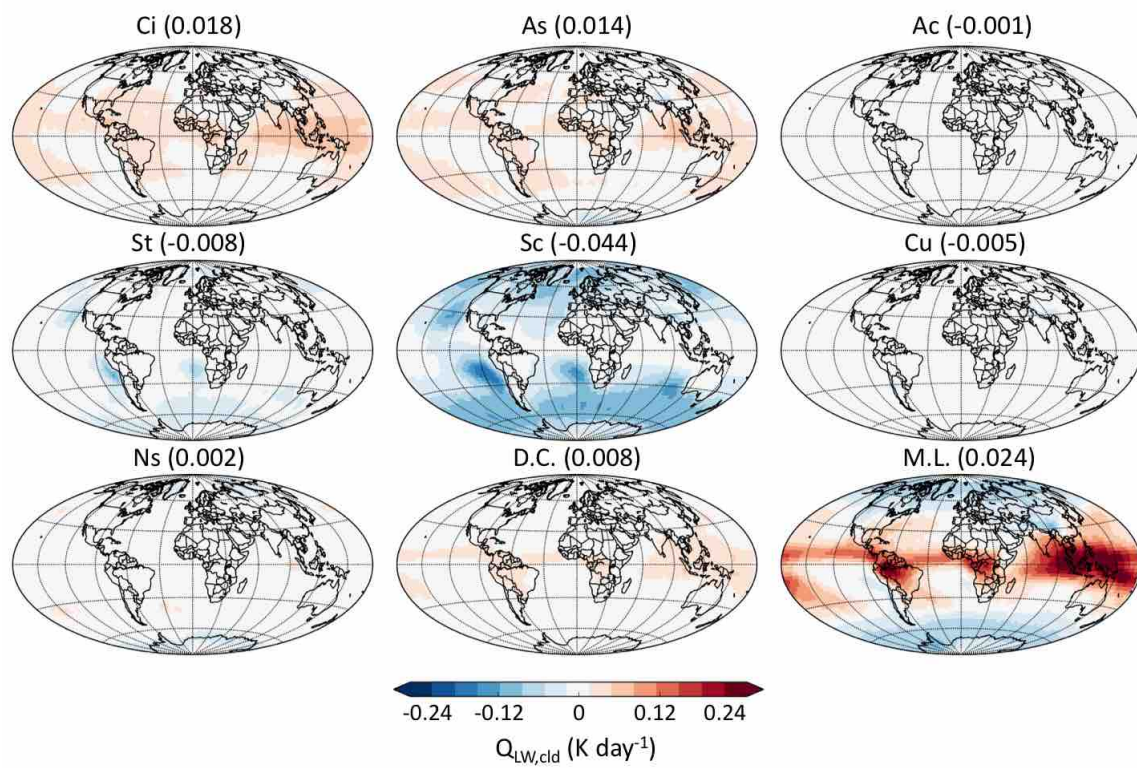 Ci (0.018) As (0.014) Ac (-0.001)
St (-0.008) Sc (-0.044) Cu (-0.005)
Ns (0.002) D.C. (0.008) M.L. (0.024)
-0.24 -0.12 0 0.12 0.24
Q_LW,cld (K day⁻¹)